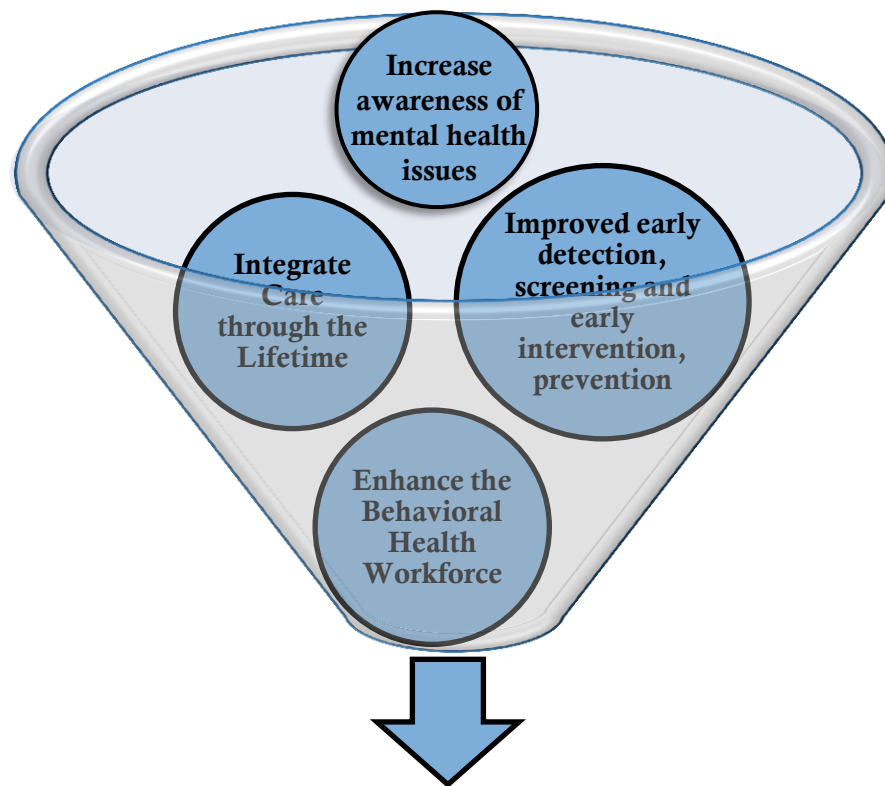 Increase
awareness of
mental health
issues
Integrate
Care
through the
Lifetime
Improved early
detection,
screening and
early
intervention,
prevention
Enhance the
Behavioral
Health
Workforce